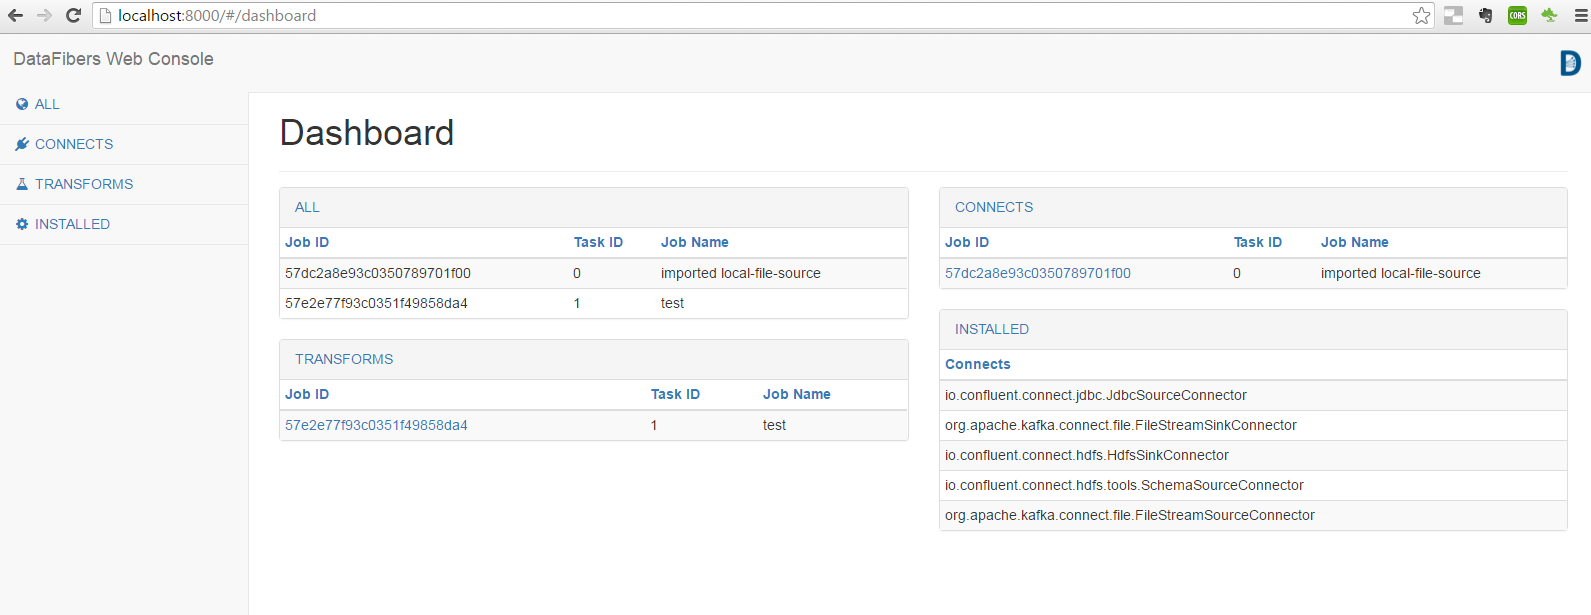 localhost:8000/#/dashboard
CORS
DataFibers Web Console
D
ALL
CONNECTS
TRANSFORMS
INSTALLED
Dashboard
ALL
Job ID Task ID Job Name
57dc2a8e93c0350789701f00 0 imported local-file-source
57e2e77f93c0351f49858da4 1 test
TRANSFORMS
Job ID Task ID Job Name
57e2e77f93c0351f49858da4 1 test
CONNECTS
Job ID Task ID Job Name
57dc2a8e93c0350789701f00 0 imported local-file-source
INSTALLED
Connects
io.confluent.connect.jdbc.JdbcSourceConnector
org.apache.kafka.connect.file.FileStreamSinkConnector
io.confluent.connect.hdfs.HdfsSinkConnector
io.confluent.connect.hdfs.tools.SchemaSourceConnector
org.apache.kafka.connect.file.FileStreamSourceConnector